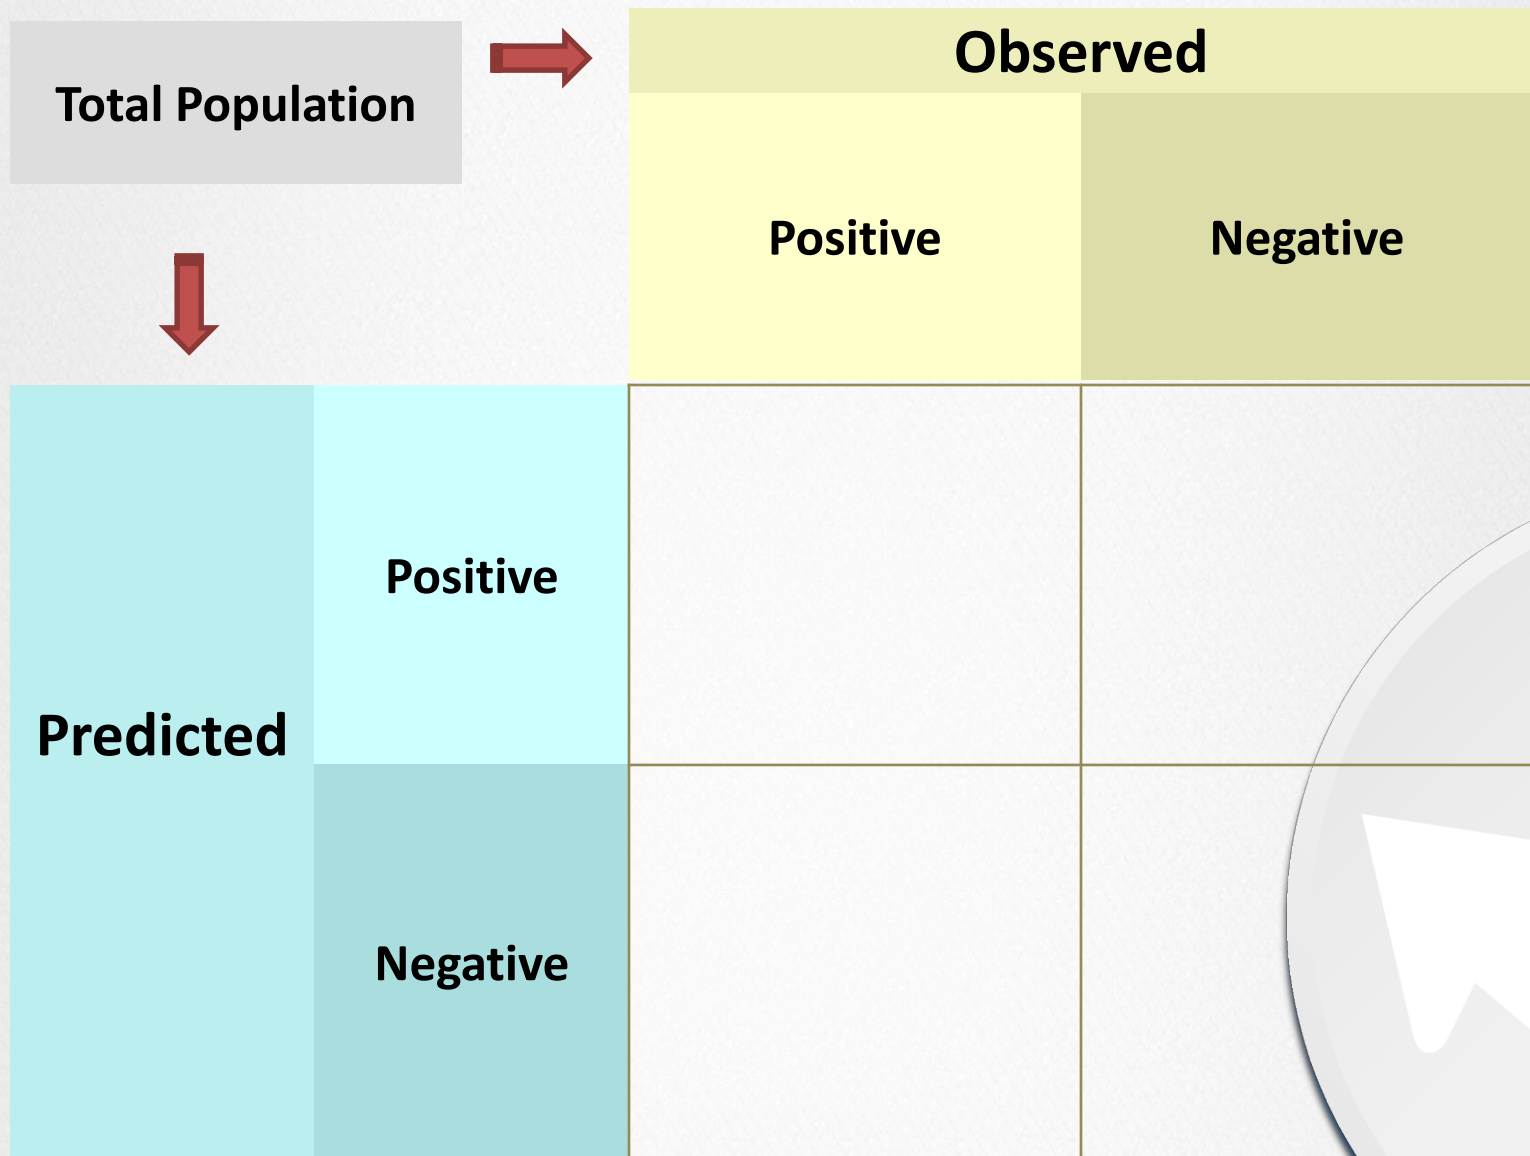 Total Population
Observed
Positive
Negative
Predicted
Positive
Negative